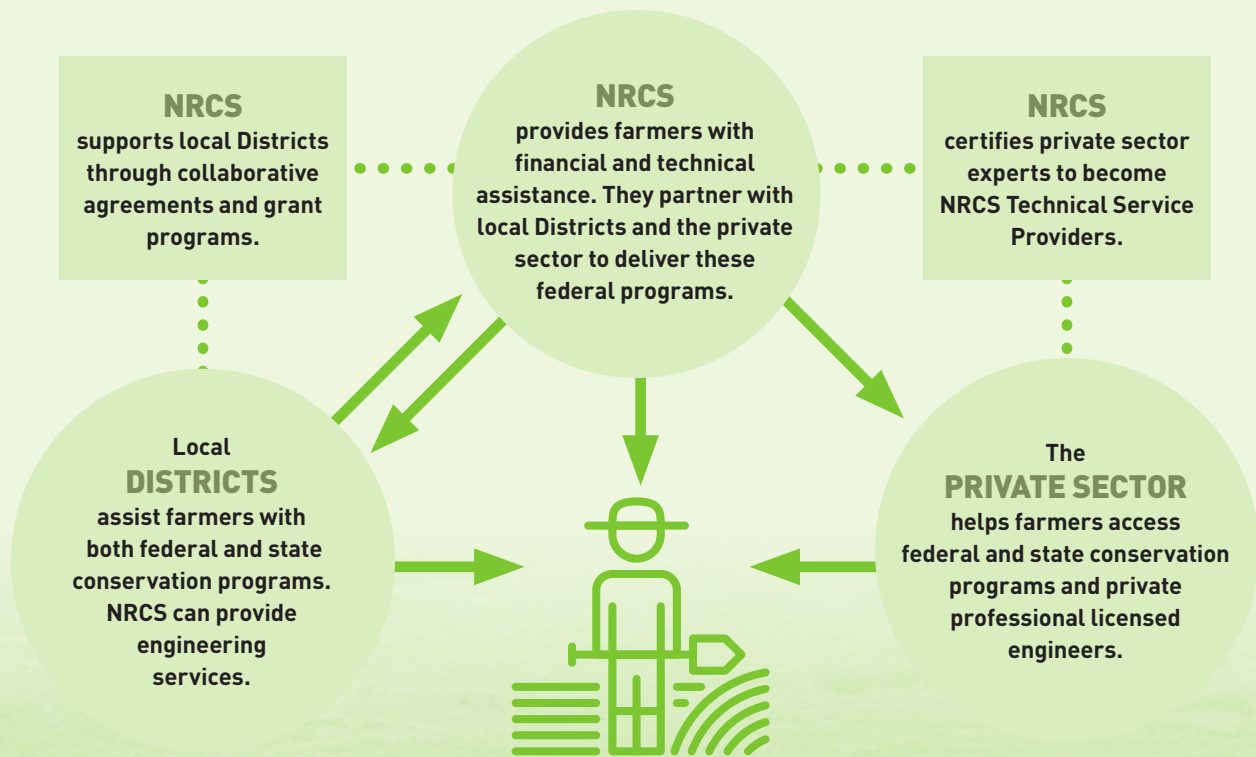 NRCS
supports local Districts
through collaborative
agreements and grant
programs.
NRCS
provides farmers with
financial and technical
assistance. They partner with
local Districts and the private
sector to deliver these
federal programs.
NRCS
certifies private sector
experts to become
NRCS Technical Service
Providers.
Local
DISTRICTS
assist farmers with
both federal and state
conservation programs.
NRCS can provide
engineering
services.
The
PRIVATE SECTOR
helps farmers access
federal and state conservation
programs and private
professional licensed
engineers.